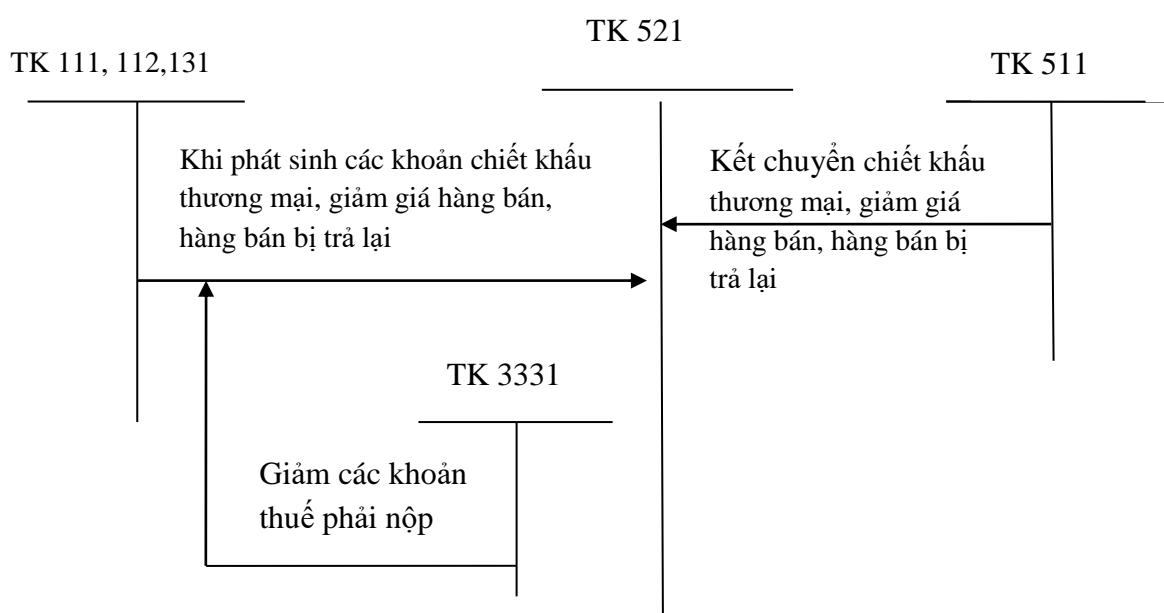 TK 521
TK 111, 112,131
TK 511
Khi phát sinh các khoản chiết khấu
thương mại, giảm giá hàng bán,
hàng bán bị trả lại
Kết chuyển chiết khấu
thương mại, giảm giá
hàng bán, hàng bán bị
trả lại
TK 3331
Giảm các khoản
thuế phải nộp